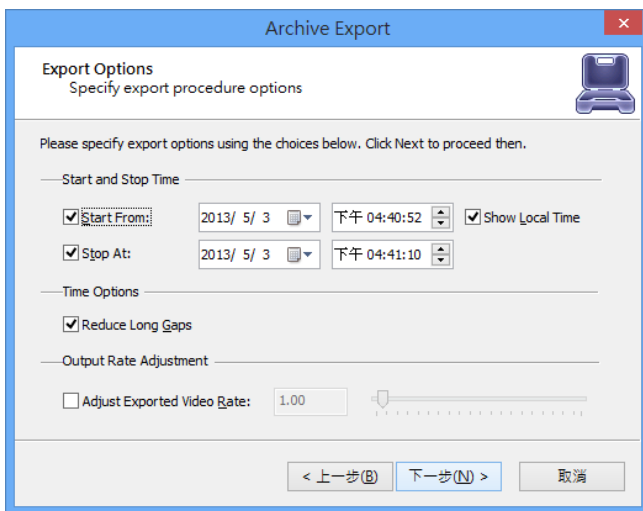 Archive Export
Export Options
Specify export procedure options
Please specify export options using the choices below. Click Next to proceed then.
Start and Stop Time
Start From: 2013/ 5/ 3 下午 04:40:52 Show Local Time
Stop At: 2013/ 5/ 3 下午 04:41:10
Time Options
Reduce Long Gaps
Output Rate Adjustment
Adjust Exported Video Rate: 1.00
< 上一步(B) 下一步(N) > 取消